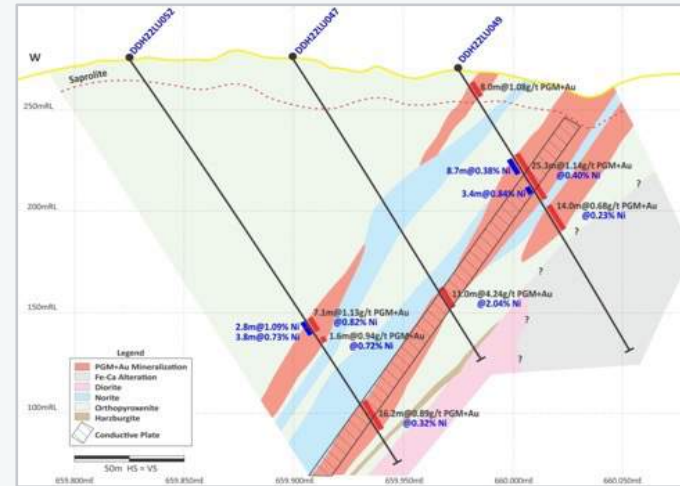 DDH22LU052
DDH22LU047
DDH22LU049
W
Saprolite
8.0m@1.08g/t PGM+Au
250mRL
8.7m@0.38% Ni
25.3m@1.14g/t PGM+Au
@0.40% Ni
3.4m@0.84% Ni
200mRL
14.0m@0.68g/t PGM+Au
@0.23% Ni
?
?
?
150mRL
11.0m@4.24g/t PGM+Au
@2.04% Ni
7.1m@1.13g/t PGM+Au
2.8m@1.09% Ni
@0.82% Ni
3.8m@0.73% Ni
1.6m@0.94g/t PGM+Au
@0.72% Ni
?
?
100mRL
16.2m@0.89g/t PGM+Au
@0.32% Ni
Legend
PGM+Au Mineralization
Fe-Ca Alteration
Diorite
Norite
Orthopyroxenite
Harzburgite
Conductive Plate
50m HS = VS
659.800mE
659.850mE
659.900mE
659.950mE
660.000mE
660.050mE